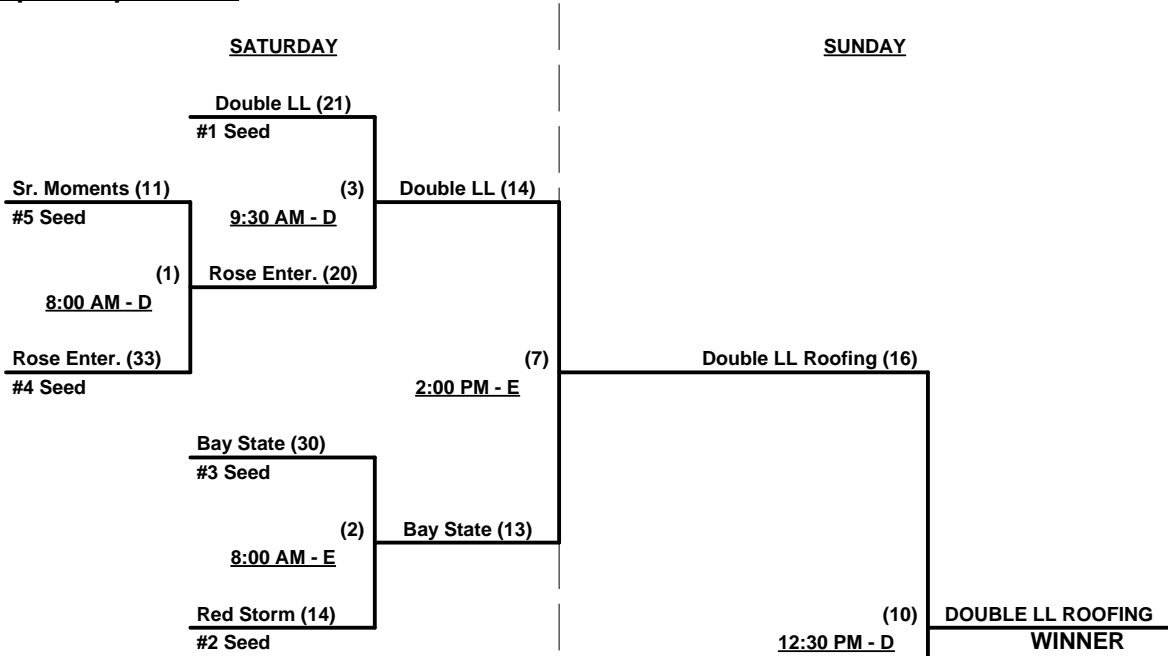 SATURDAY
SUNDAY
Double LL (21)
#1 Seed
Sr. Moments (11)
(3)
Double LL (14)
#5 Seed
9:30 AM - D
(1)
Rose Enter. (20)
8:00 AM - D
Rose Enter. (33)
(7)
Double LL Roofing (16)
#4 Seed
2:00 PM - E
Bay State (30)
#3 Seed
(2)
Bay State (13)
8:00 AM - E
Red Storm (14)
(10)
DOUBLE LL ROOFING
#2 Seed
12:30 PM - D
WINNER